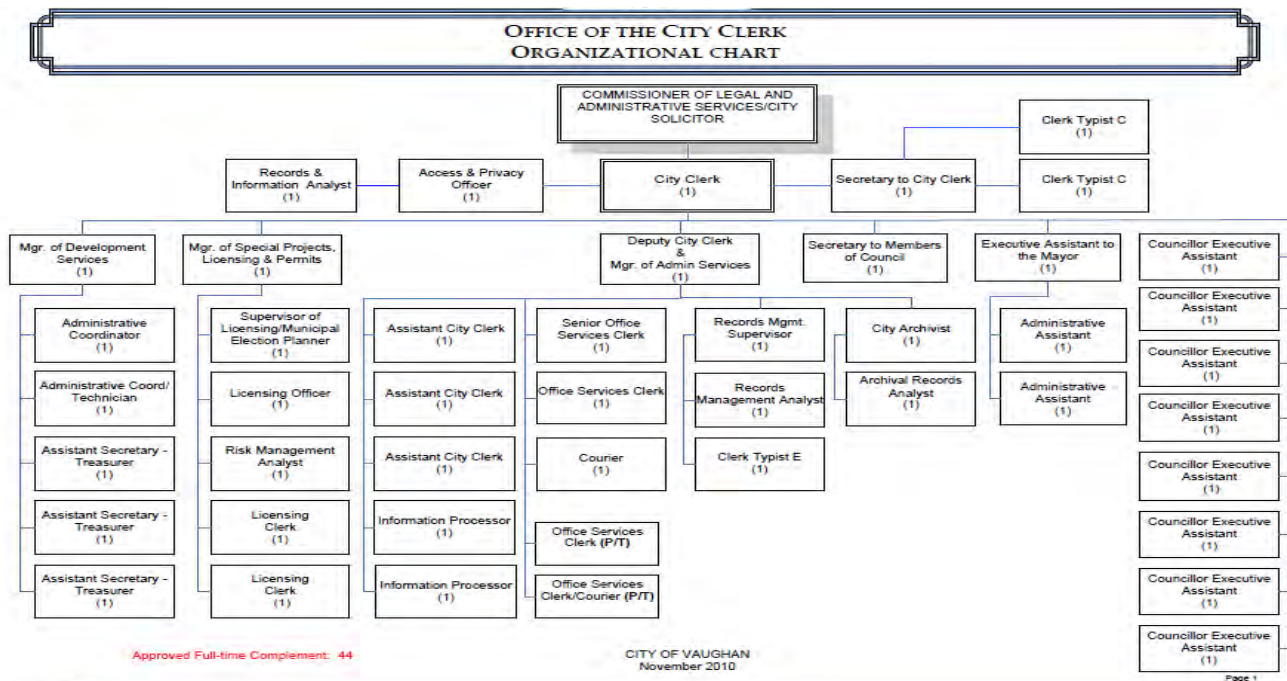 OFFICE OF THE CITY CLERK
ORGANIZATIONAL CHART
COMMISSIONER OF LEGAL AND
ADMINISTRATIVE SERVICES/CITY
SOLICITOR
Clerk Typist C
(1)
Records &
Information Analyst
(1)
Access & Privacy
Officer
(1)
City Clerk
(1)
Secretary to City Clerk
(1)
Clerk Typist C
(1)
Mgr. of Development
Services
(1)
Mgr. of Special Projects,
Licensing & Permits
(1)
Deputy City Clerk
&
Mgr. of Admin Services
(1)
Secretary to Members
of Council
(1)
Executive Assistant to
the Mayor
(1)
Councillor Executive
Assistant
(1)
Administrative
Coordinator
(1)
Administrative Coord/
Technician
(1)
Assistant Secretary -
Treasurer
(1)
Assistant Secretary -
Treasurer
(1)
Assistant Secretary -
Treasurer
(1)
Supervisor of
Licensing/Municipal
Election Planner
(1)
Licensing Officer
(1)
Risk Management
Analyst
(1)
Licensing
Clerk
(1)
Licensing
Clerk
(1)
Assistant City Clerk
(1)
Assistant City Clerk
(1)
Assistant City Clerk
(1)
Information Processor
(1)
Information Processor
(1)
Senior Office
Services Clerk
(1)
Office Services Clerk
(1)
Courier
(1)
Office Services
Clerk (P/T)
Office Services
Clerk/Courier (P/T)
Records Mgmt.
Supervisor
(1)
Records
Management Analyst
(1)
Clerk Typist E
(1)
City Archivist
(1)
Archival Records
Analyst
(1)
Administrative
Assistant
(1)
Administrative
Assistant
(1)
Councillor Executive
Assistant
(1)
Councillor Executive
Assistant
(1)
Councillor Executive
Assistant
(1)
Councillor Executive
Assistant
(1)
Councillor Executive
Assistant
(1)
Councillor Executive
Assistant
(1)
Councillor Executive
Assistant
(1)
Approved Full-time Complement: 44
CITY OF VAUGHAN
November 2010
Page 1